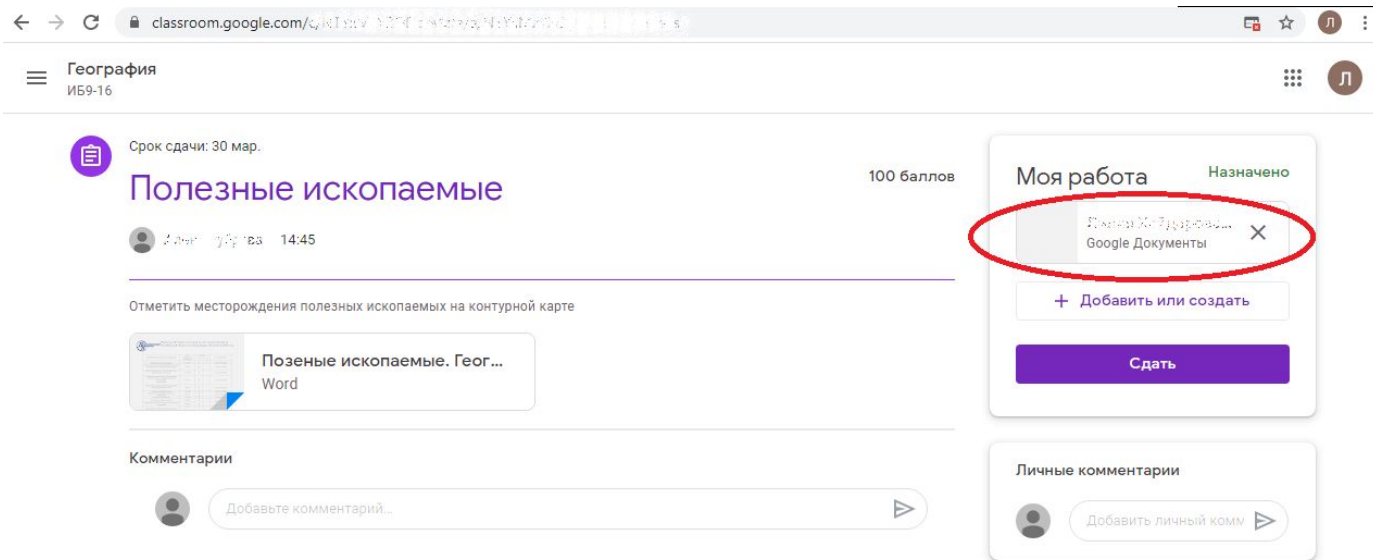 classroom.google.com/c/
Л
География
ИБ9-16
Л
Срок сдачи: 30 мар.
Полезные ископаемые
100 баллов
14:45
Отметить месторождения полезных ископаемых на контурной карте
Позеные ископаемые. Геог...
Word
Комментарии
Добавьте комментарий...
Моя работа
Назначено
Google Документы
+ Добавить или создать
Сдать
Личные комментарии
Добавить личный комм